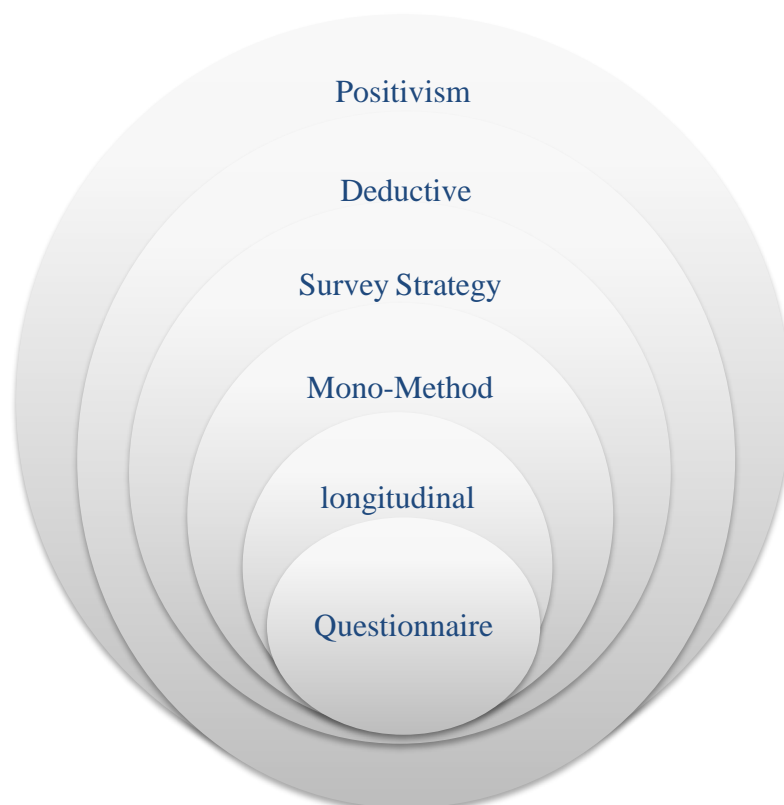 Positivism
Deductive
Survey Strategy
Mono-Method
longitudinal
Questionnaire